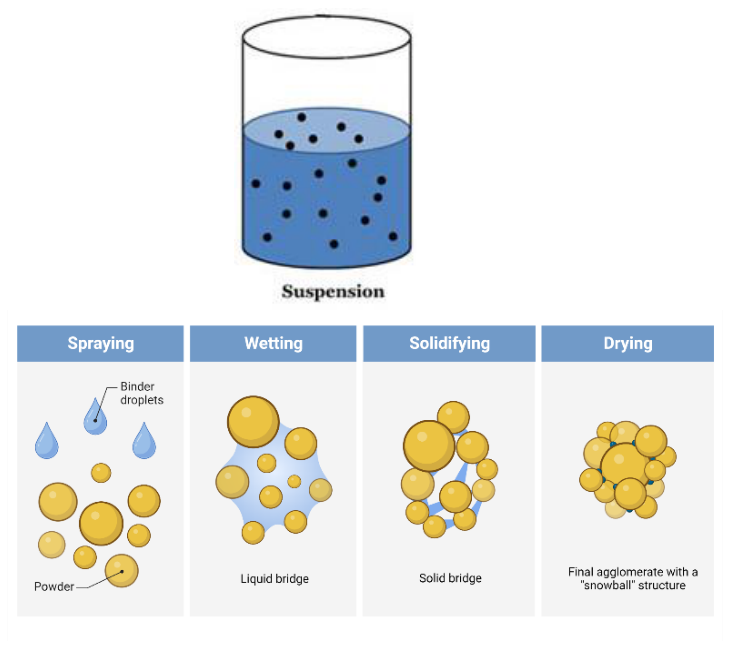 Suspension
Spraying
Wetting
Solidifying
Drying
Binder
droplets
Powder
Liquid bridge
Solid bridge
Final agglomerate with a
"snowball" structure